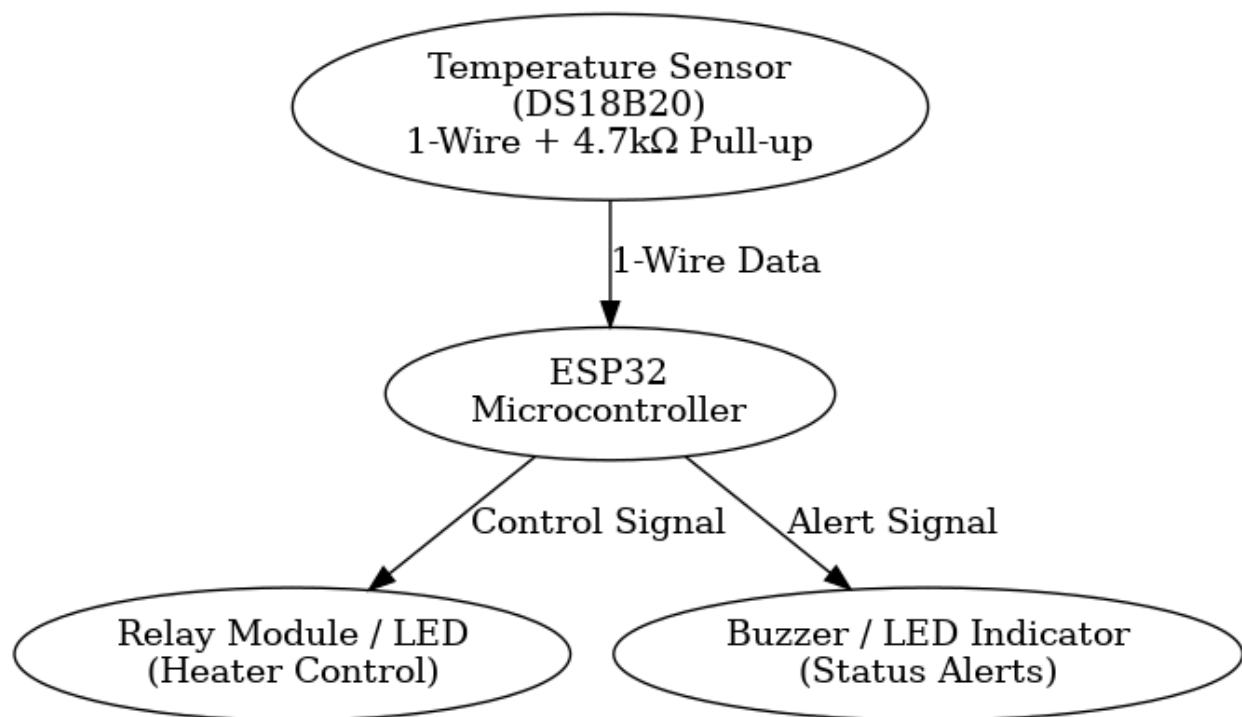 Temperature Sensor
(DS18B20)
1-Wire + 4.7kΩ Pull-up
1-Wire Data
ESP32
Microcontroller
Control Signal
Alert Signal
Relay Module / LED
(Heater Control)
Buzzer / LED Indicator
(Status Alerts)